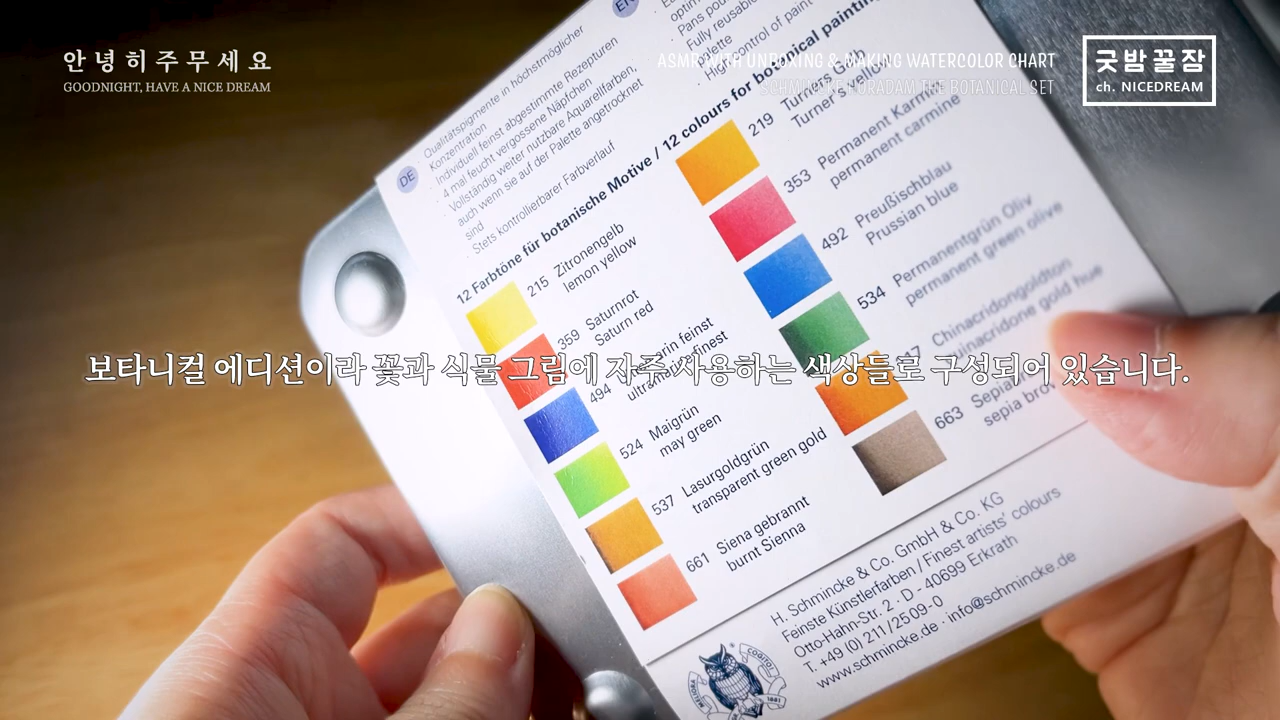 안녕히주무세요
GOODNIGHT, HAVE A NICE DREAM
ASMR WITH UNBOXING & MAKING WATERCOLOR CHART
SCHMINCKE HORADAM THE BOTANICAL SET
굿밤꿀잠
ch. NICEDREAM
DE
Qualitätspigmente in höchstmöglicher
Konzentration
Individuell feinst abgestimmte Rezepturen
4 mal feucht vergossene Näpfchen
Vollständig weiter nutzbare Aquarellfarben,
auch wenn sie auf der Palette angetrocknet
sind
Stets kontrollierbarer Farbverlauf
Pans
Fully reusable
High control of paint
12 Farbtöne für botanische Motive / 12 colours for botanical painting
215 Zitronengelb
lemon yellow
359 Saturnrot
Saturn red
494
524 Maigrün
may green
537 Lasurgoldgrün
transparent green gold
661 Siena gebrannt
burnt Sienna
219 Turners
Turner's yellow
353 Permanent Karmin
permanent carmine
492 Preußischblau
Prussian blue
534 Permanentgrün Oliv
permanent green olive
Chinacridongoldton
gold hue
663 Sepia
sepia
보타니컬 에디션이라 꽃과 식물 그림에 자주 사용하는 색상들로 구성되어 있습니다.
H. Schmincke & Co. GmbH & Co. KG
Feinste Künstlerfarben / Finest artists' colours
Otto-Hahn-Str. 2 · D - 40699 Erkrath
T. +49 (0) 211/2509-0
www.schmincke.de · info@schmincke.de